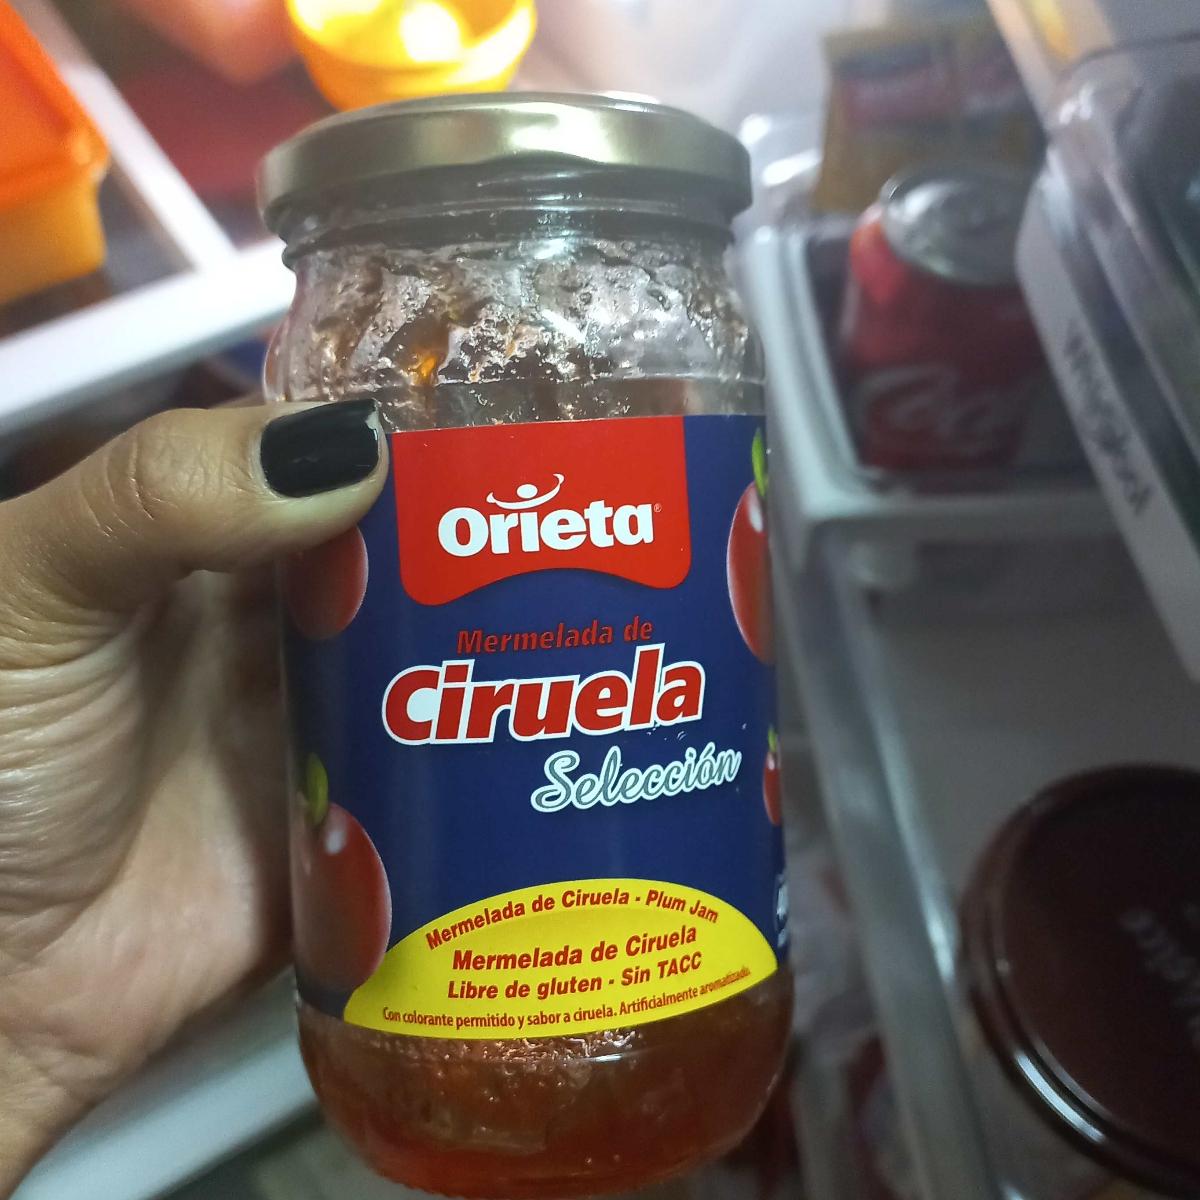 Orieta®
Mermelada de
Ciruela
Selección
Mermelada de Ciruela - Plum Jam
Mermelada de Ciruela
Libre de gluten - Sin TACC
Con colorante permitido y sabor a ciruela. Artificialmente aromatizado.